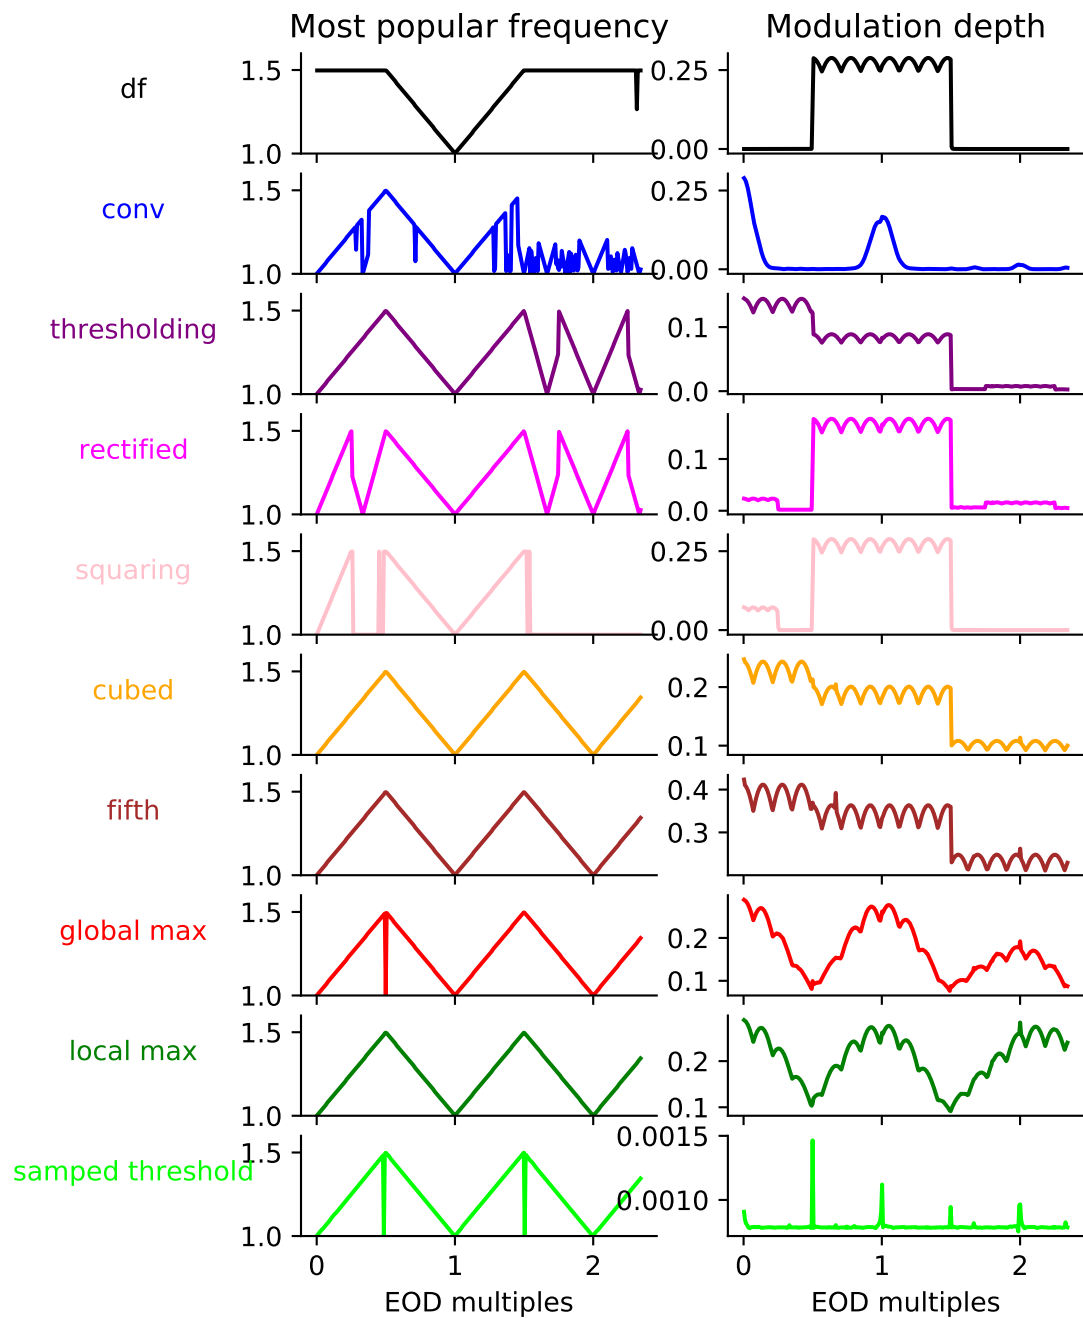 Most popular frequency
Modulation depth
df
1.5
1.0
0.25
0.00
conv
1.5
1.0
0.25
0.00
thresholding
1.5
1.0
0.1
0.0
rectified
1.5
1.0
0.1
0.0
squaring
1.5
1.0
0.25
0.00
cubed
1.5
1.0
0.2
0.1
fifth
1.5
1.0
0.4
0.3
global max
1.5
1.0
0.2
0.1
local max
1.5
1.0
0.2
0.1
samped threshold
1.5
1.0
0.0015
0.0010
0 1 2
0 1 2
EOD multiples
EOD multiples